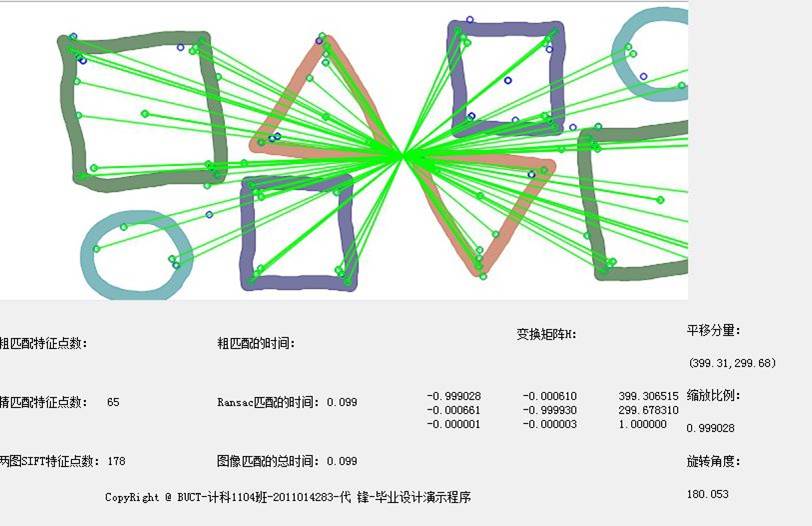 粗匹配特征点数: 粗匹配的时间: 变换矩阵H: 平移分量:
(399.31,299.68)
精匹配特征点数: 65 Ransac匹配的时间: 0.099 -0.999028 -0.000610 399.306515 缩放比例:
-0.000661 -0.999930 299.678310
-0.000001 -0.000003 1.000000 0.999028
两图SIFT特征点数: 178 图像匹配的总时间: 0.099 旋转角度:
180.053
CopyRight @ BUCT-计科1104班-2011014283-代 锋-毕业设计演示程序